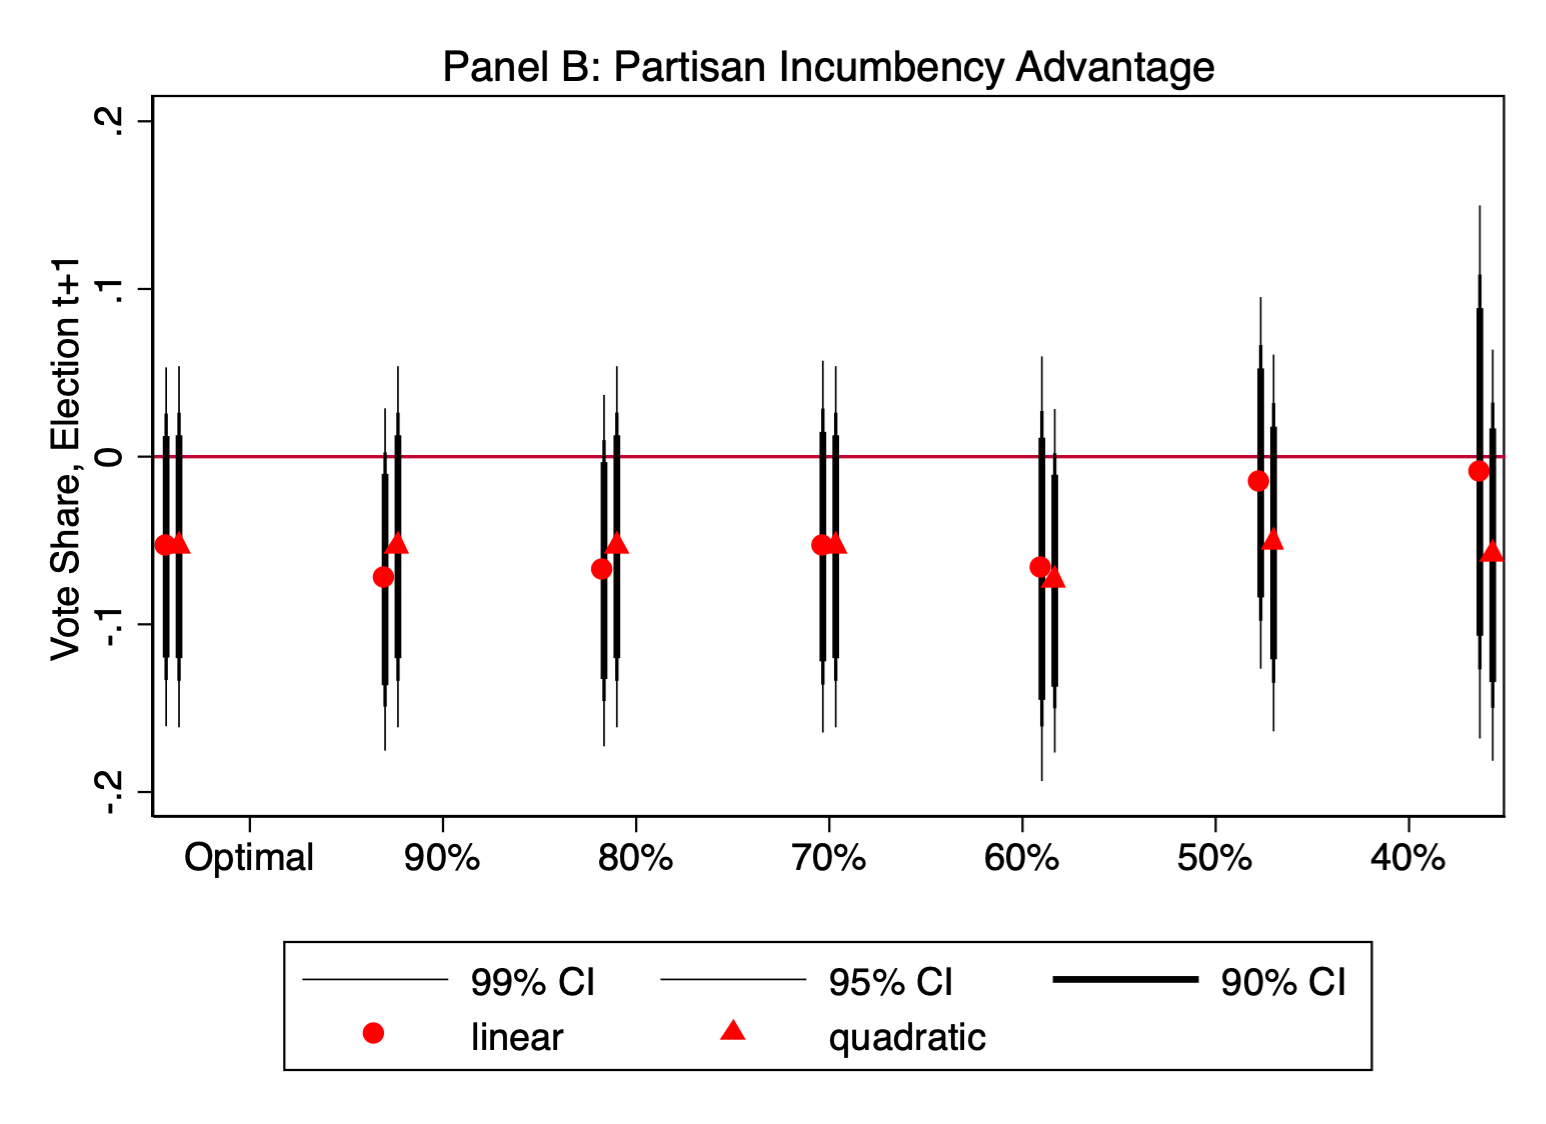 Panel B: Partisan Incumbency Advantage
Vote Share, Election t+1
.2
.1
0
-.1
-.2
Optimal 90% 80% 70% 60% 50% 40%
99% CI 95% CI 90% CI
linear quadratic